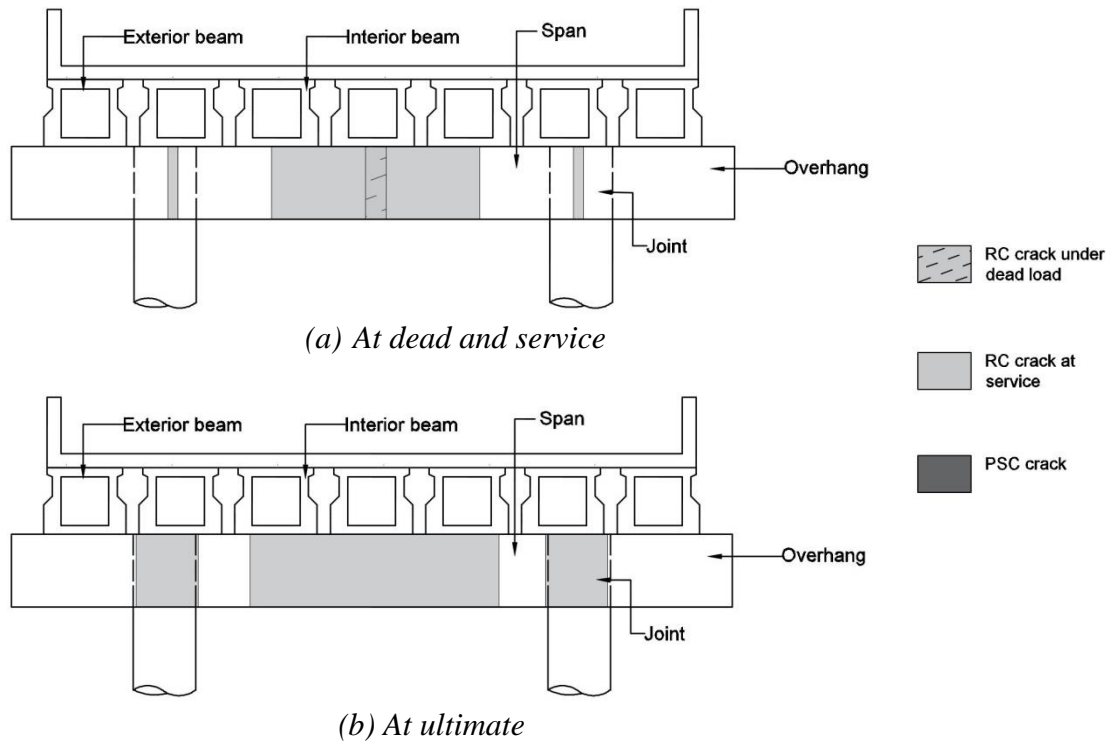 Exterior beam
Interior beam
Span
Overhang
Joint
RC crack under
dead load
(a) At dead and service
RC crack at
service
Exterior beam
Interior beam
Span
PSC crack
Overhang
Joint
(b) At ultimate